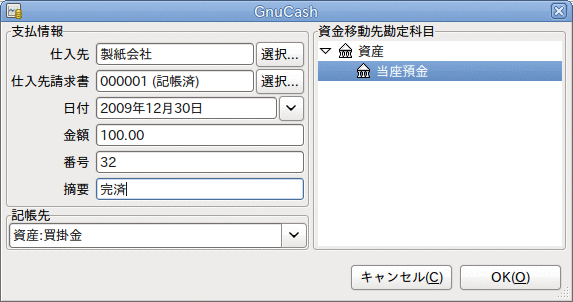 GnuCash
支払情報
仕入先 製紙会社 選択...
仕入先請求書 000001 (記帳済) 選択...
日付 2009年12月30日
金額 100.00
番号 32
摘要 完済
記帳先
資産:買掛金
資金移動先勘定科目
資産
当座預金
キャンセル(C) OK(O)